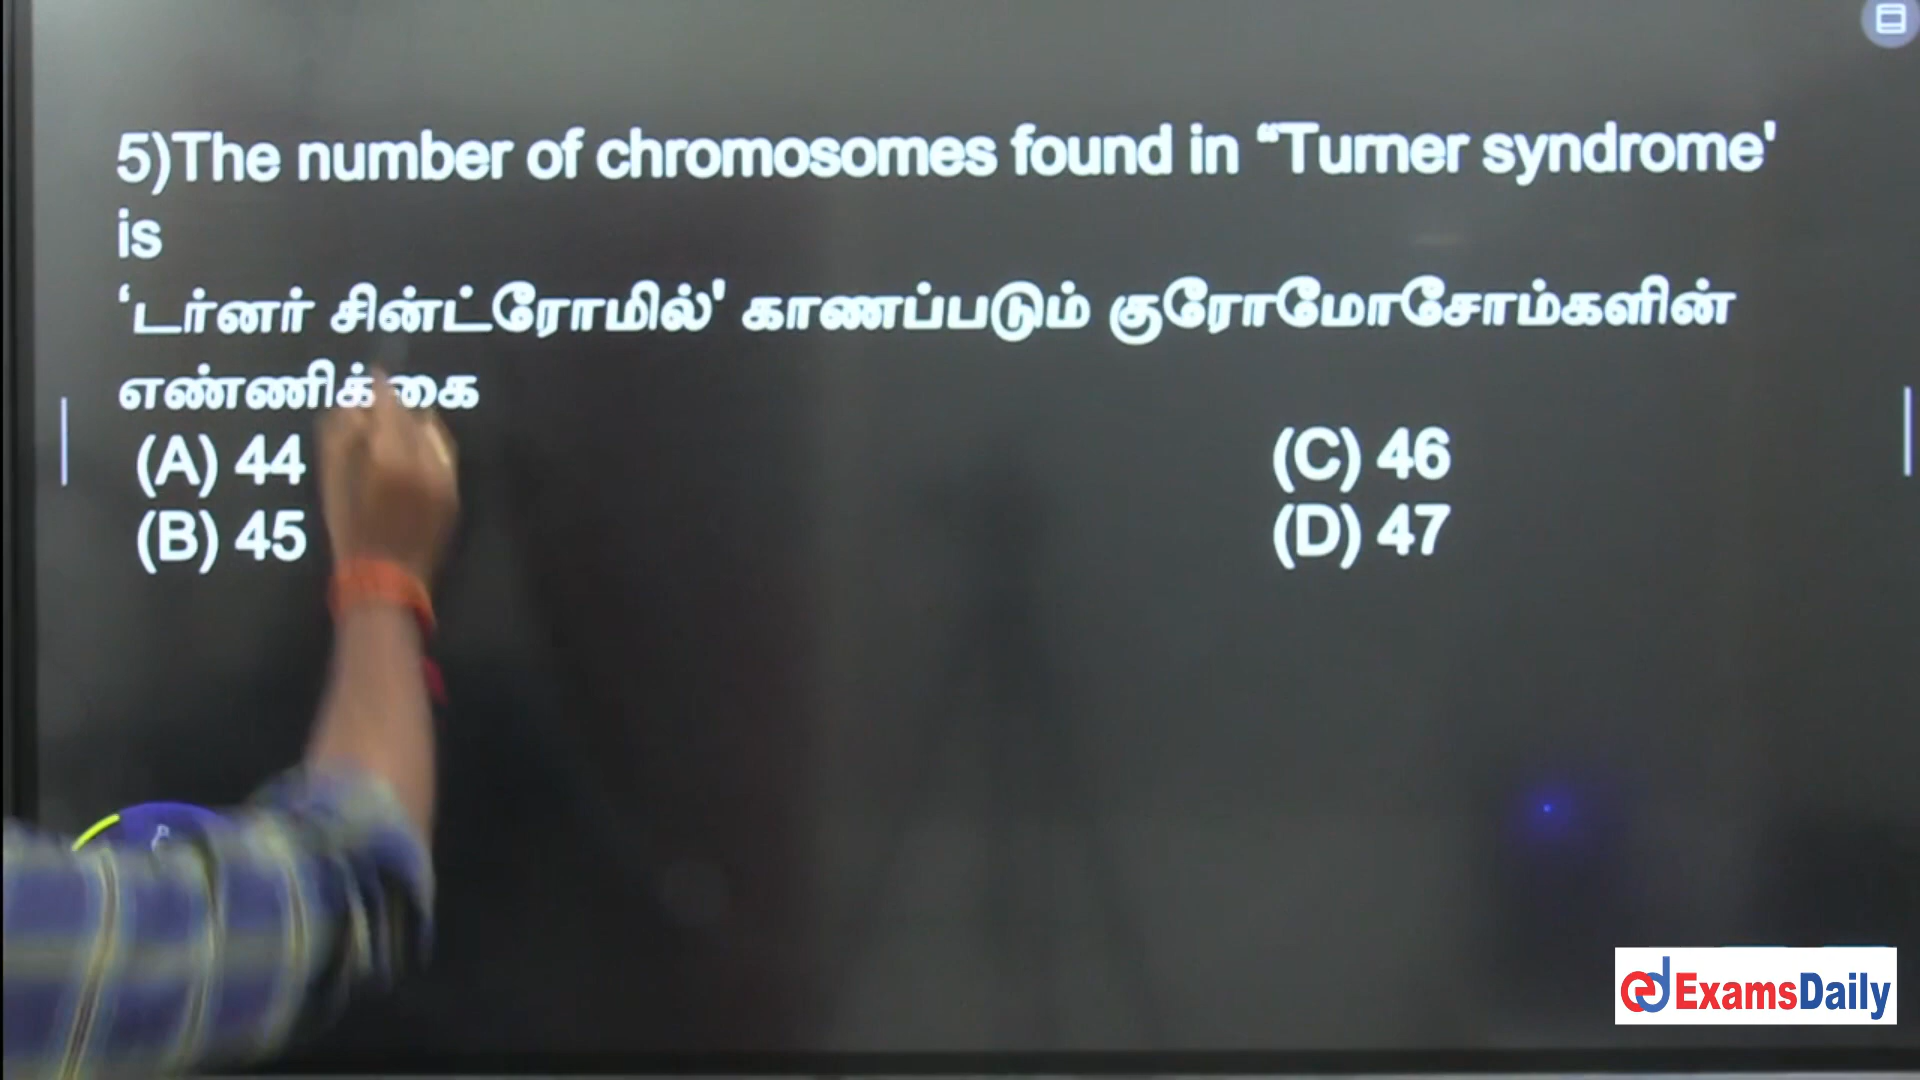 5)The number of chromosomes found in “Turner syndrome'
is
‘டர்னர் சின்ட்ரோமில்' காணப்படும் குரோமோசோம்களின்
எண்ணிக்கை
(A) 44
(C) 46
(B) 45
(D) 47
ExamsDaily